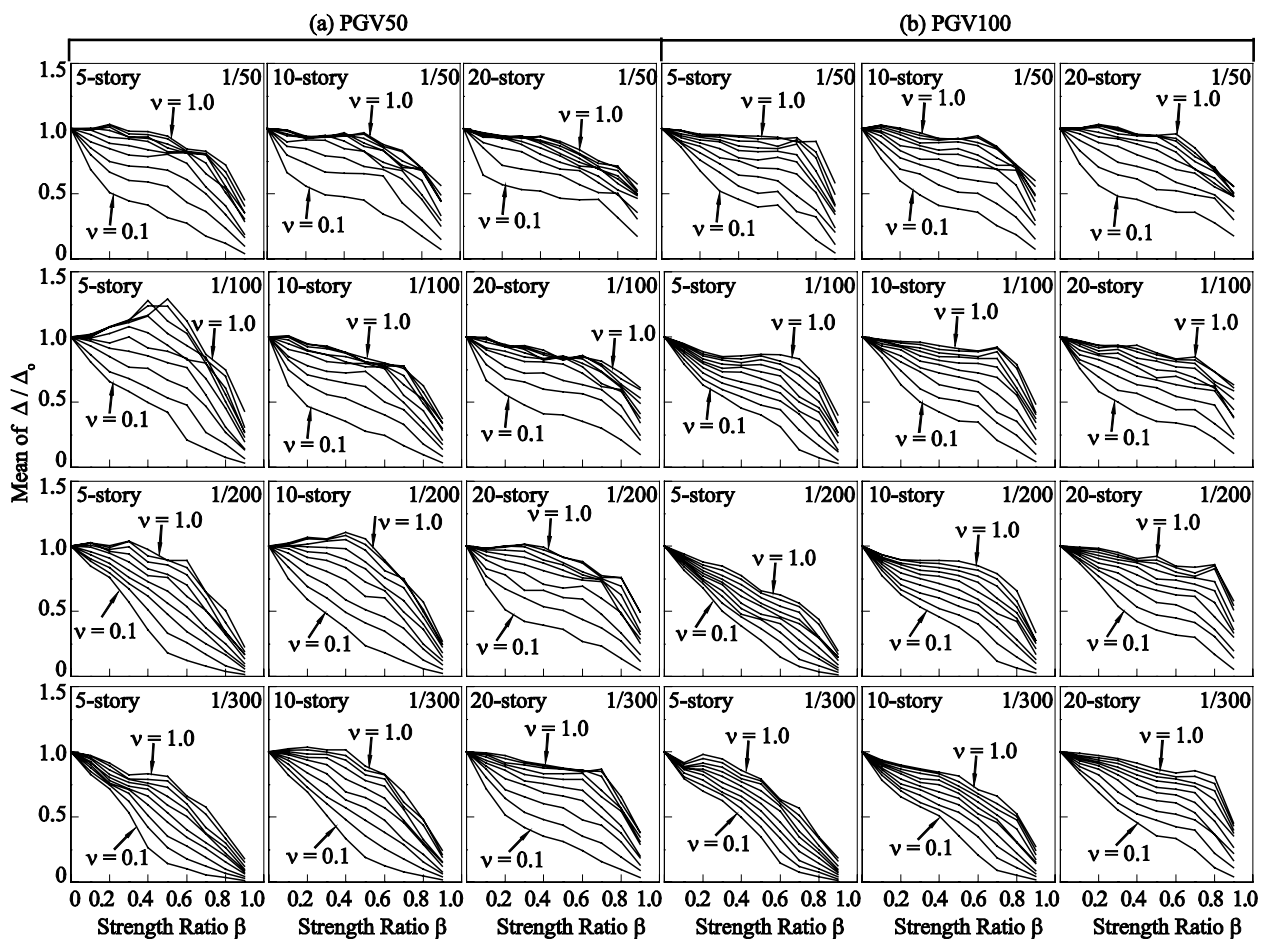 (a) PGV50 (b) PGV100
1.5 5-story 1/50 10-story 1/50 20-story 1/50 5-story 1/50 10-story 1/50 20-story 1/50
ν = 1.0 ν = 1.0 ν = 1.0 ν = 1.0 ν = 1.0 ν = 1.0
1.0
0.5
ν = 0.1 ν = 0.1 ν = 0.1 ν = 0.1 ν = 0.1 ν = 0.1
0
1.5 5-story 1/100 10-story 1/100 20-story 1/100 5-story 1/100 10-story 1/100 20-story 1/100
ν = 1.0 ν = 1.0 ν = 1.0 ν = 1.0 ν = 1.0 ν = 1.0
1.0
0.5
ν = 0.1 ν = 0.1 ν = 0.1 ν = 0.1 ν = 0.1 ν = 0.1
0
Mean of Δ / Δo
1.5 5-story 1/200 10-story 1/200 20-story 1/200 5-story 1/200 10-story 1/200 20-story 1/200
ν = 1.0 ν = 1.0 ν = 1.0 ν = 1.0 ν = 1.0 ν = 1.0
1.0
0.5
ν = 0.1 ν = 0.1 ν = 0.1 ν = 0.1 ν = 0.1 ν = 0.1
0
1.5 5-story 1/300 10-story 1/300 20-story 1/300 5-story 1/300 10-story 1/300 20-story 1/300
ν = 1.0 ν = 1.0 ν = 1.0 ν = 1.0 ν = 1.0 ν = 1.0
1.0
0.5
ν = 0.1 ν = 0.1 ν = 0.1 ν = 0.1 ν = 0.1 ν = 0.1
0
0 0.2 0.4 0.6 0.8 1.0 0 0.2 0.4 0.6 0.8 1.0 0 0.2 0.4 0.6 0.8 1.0 0 0.2 0.4 0.6 0.8 1.0 0 0.2 0.4 0.6 0.8 1.0 0 0.2 0.4 0.6 0.8 1.0
Strength Ratio β Strength Ratio β Strength Ratio β Strength Ratio β Strength Ratio β Strength Ratio β